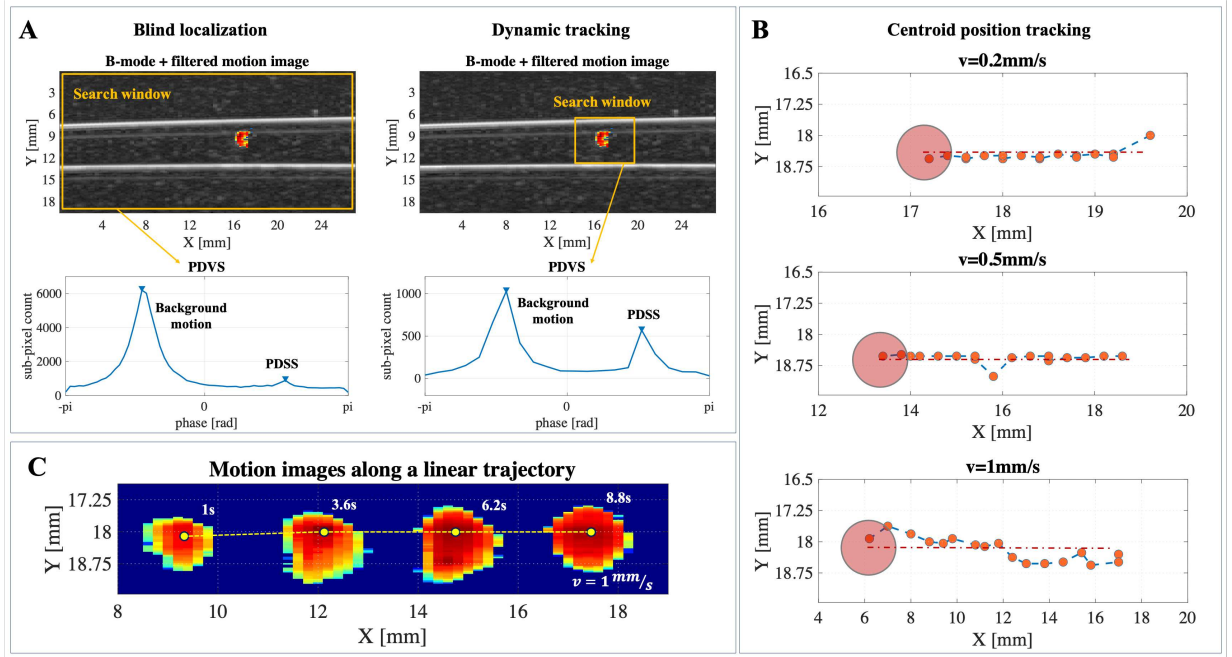 A
Blind localization
Dynamic tracking
B-mode + filtered motion image
B-mode + filtered motion image
Search window
Search window
Y [mm]
3
6
9
12
15
18
4
8
12
16
20
24
X [mm]
Y [mm]
3
6
9
12
15
18
4
8
12
16
20
24
X [mm]
PDVS
sub-pixel count
6000
4000
2000
0
Background
motion
PDSS
-pi
0
pi
phase [rad]
PDVS
sub-pixel count
1000
500
0
Background
motion
PDSS
-pi
0
pi
phase [rad]
B
Centroid position tracking
v=0.2mm/s
Y [mm]
16.5
17.25
18
18.75
16
17
18
19
20
X [mm]
v=0.5mm/s
Y [mm]
16.5
17.25
18
18.75
12
14
16
18
20
X [mm]
v=1mm/s
Y [mm]
16.5
17.25
18
18.75
4
6
8
10
12
14
16
18
20
X [mm]
C
Motion images along a linear trajectory
Y [mm]
17.25
18
18.75
1s
3.6s
6.2s
8.8s
v = 1 mm/s
8
10
12
14
16
18
X [mm]